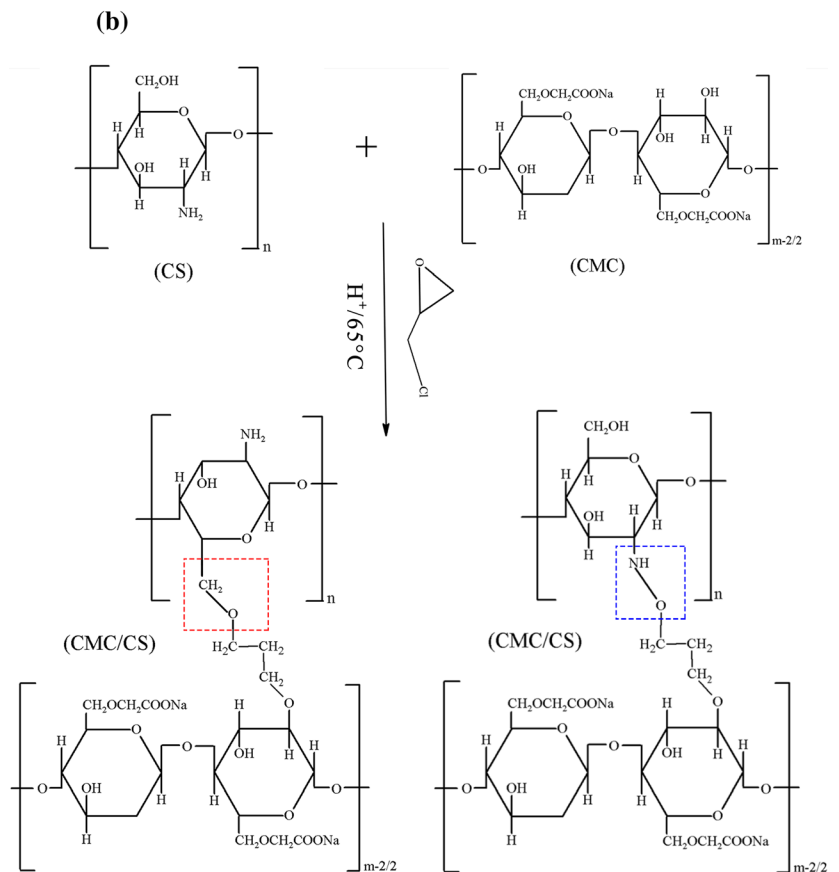 (b)
CH₂OH
O
H
H
O
OH
H
H
H
NH₂
n
(CS)
+
CH₂OCH₂COONa
H
OH
O
O
H
OH
H
OH
H
O
O
H
H
O
H
CH₂OCH₂COONa
m-2/2
(CMC)
H⁺/65°C
O
Cl
NH₂
H
OH
O
O
H
CH₂
O
n
(CMC/CS)
H₂C
CH₂
CH₂
O
CH₂OCH₂COONa
H
O
O
H
OH
H
H
OH
H
O
H
H
O
O
CH₂OCH₂COONa
m-2/2
CH₂OH
O
H
H
O
OH
H
H
H
NH
O
n
(CMC/CS)
H₂C
CH₂
CH₂
O
CH₂OCH₂COONa
H
O
O
H
OH
H
H
OH
H
O
H
H
O
O
CH₂OCH₂COONa
m-2/2